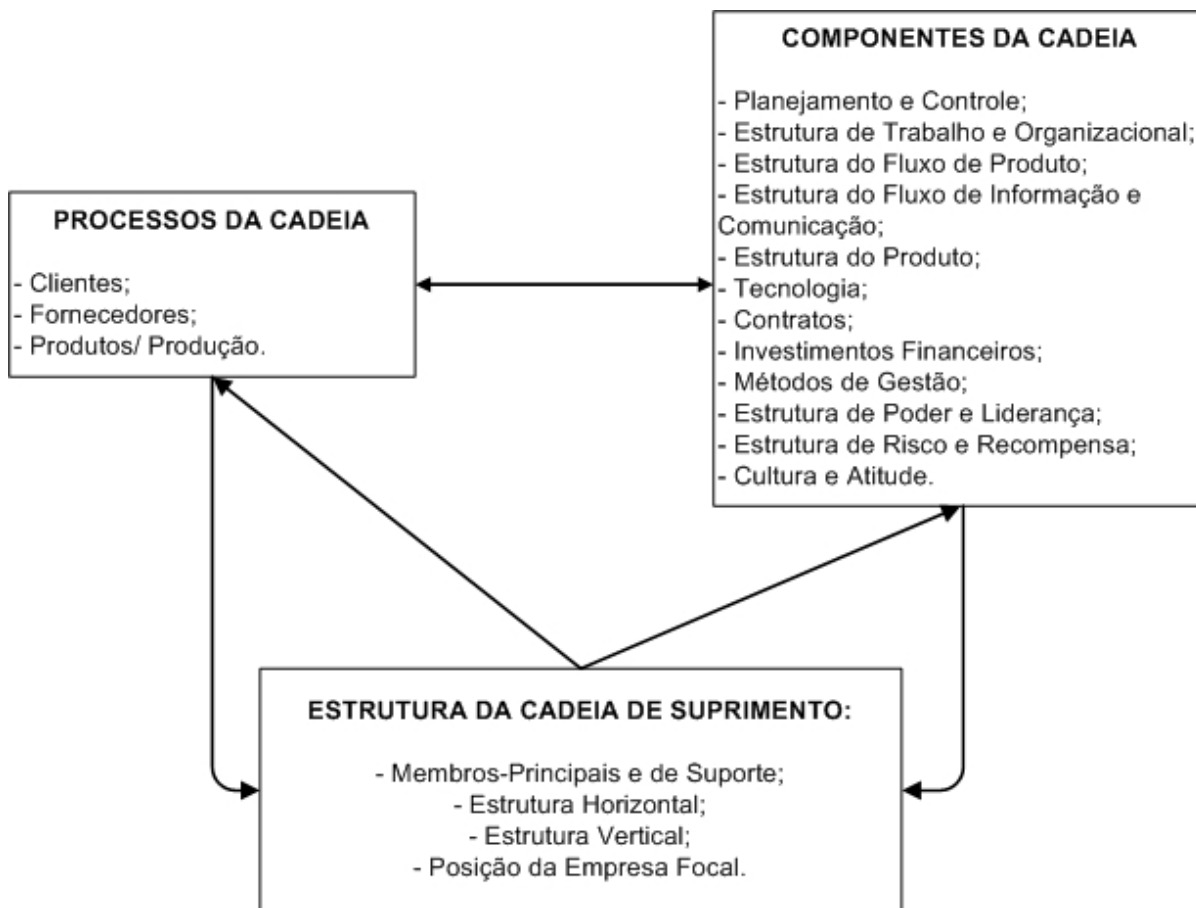 COMPONENTES DA CADEIA
- Planejamento e Controle;
- Estrutura de Trabalho e Organizacional;
- Estrutura do Fluxo de Produto;
- Estrutura do Fluxo de Informação e
Comunicação;
- Estrutura do Produto;
- Tecnologia;
- Contratos;
- Investimentos Financeiros;
- Métodos de Gestão;
- Estrutura de Poder e Liderança;
- Estrutura de Risco e Recompensa;
- Cultura e Atitude.
PROCESSOS DA CADEIA
- Clientes;
- Fornecedores;
- Produtos/ Produção.
ESTRUTURA DA CADEIA DE SUPRIMENTO:
- Membros-Principais e de Suporte;
- Estrutura Horizontal;
- Estrutura Vertical;
- Posição da Empresa Focal.